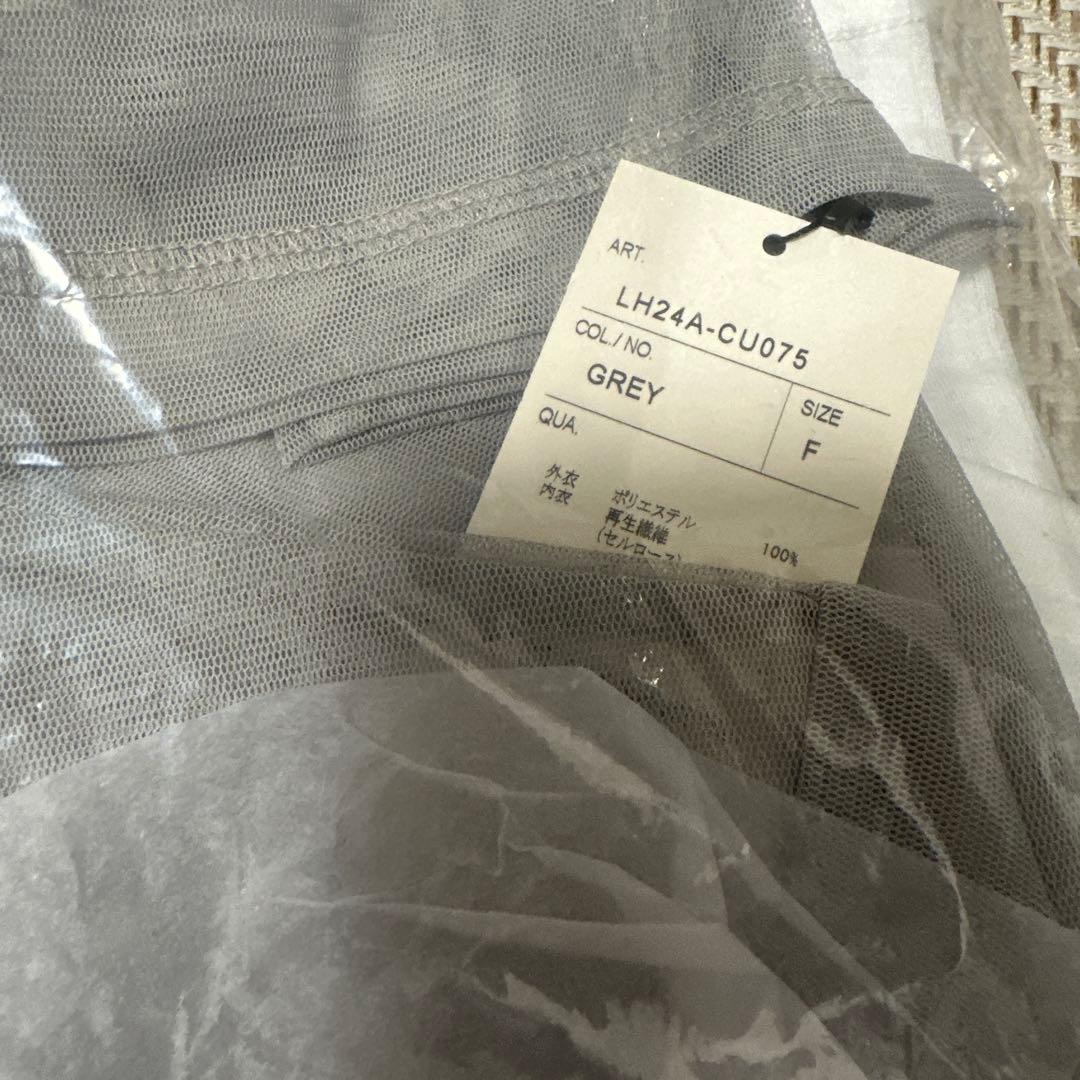 ART.
LH24A-CU075
COL./NO.
GREY
SIZE
F
QUA.
外衣 ポリエステル
内衣 再生繊維
(セルロース) 100%